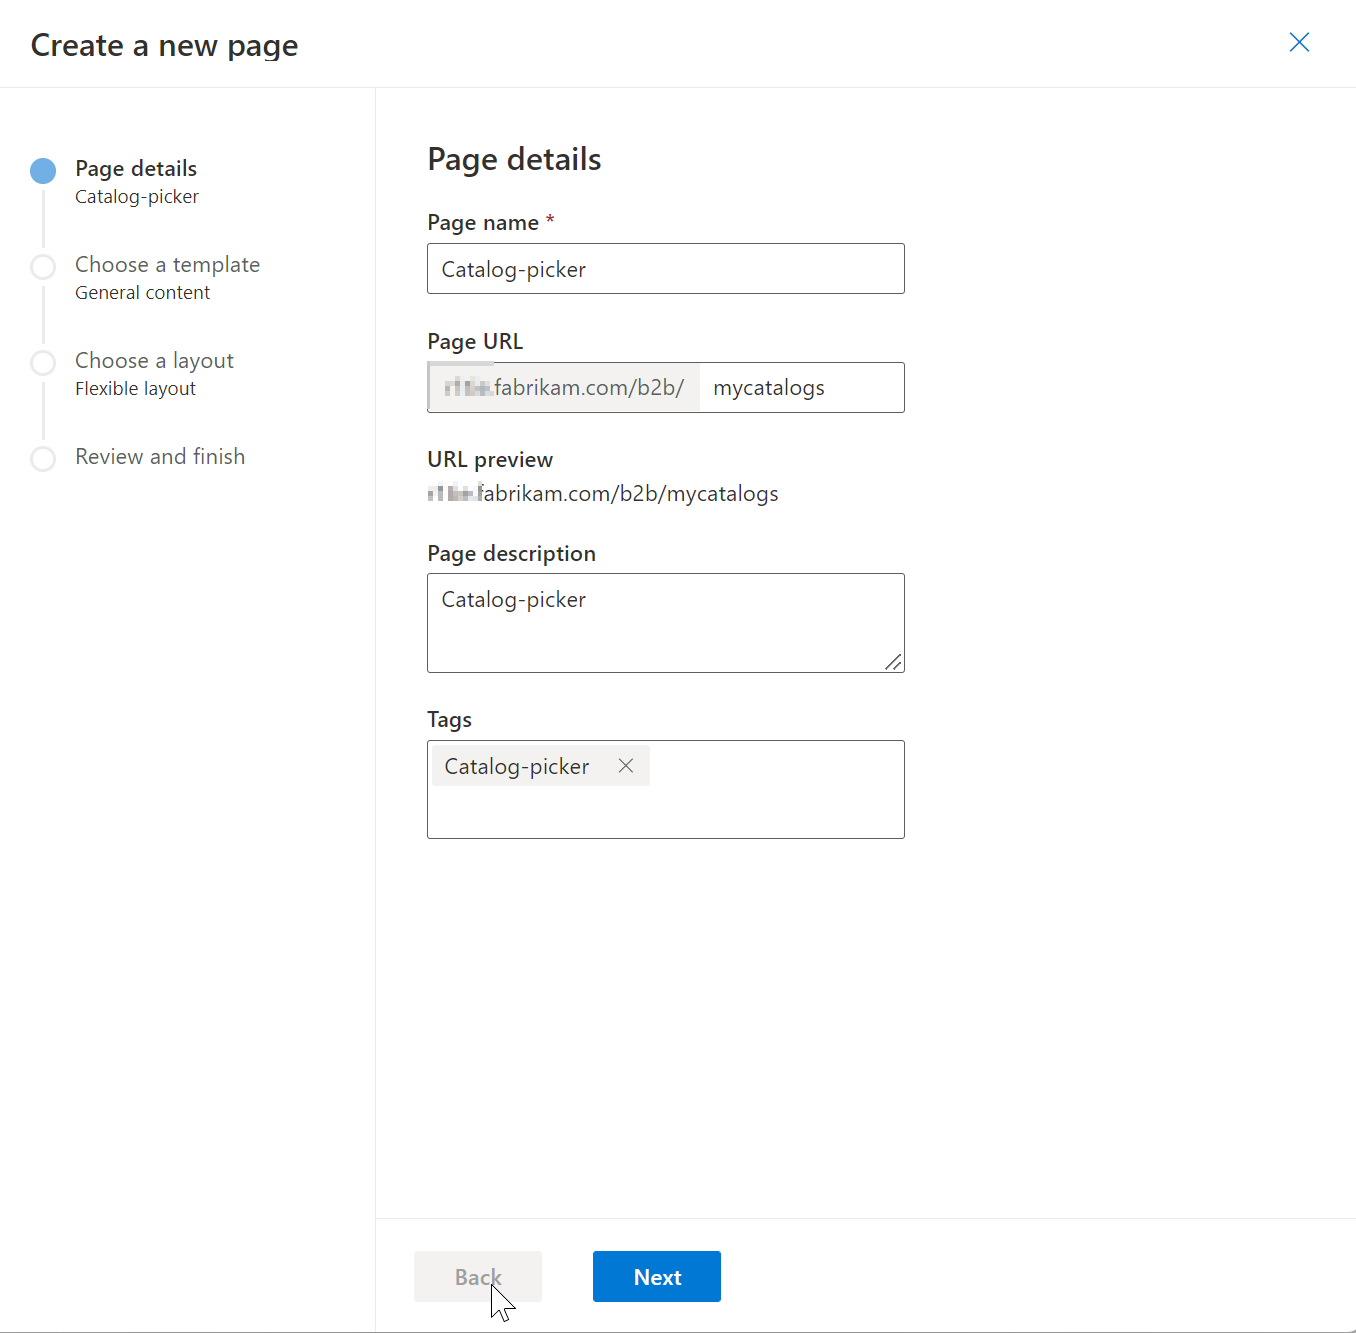 Create a new page
Page details
Catalog-picker
Choose a template
General content
Choose a layout
Flexible layout
Review and finish
Page details
Page name *
Catalog-picker
Page URL
.fabrikam.com/b2b/ mycatalogs
URL preview
fabrikam.com/b2b/mycatalogs
Page description
Catalog-picker
Tags
Catalog-picker
Back
Next